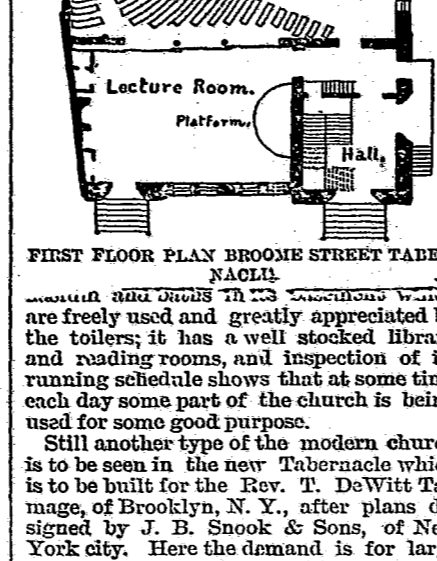 Lecture Room.
Platform.
Hall.
FIRST FLOOR PLAN BROOME STREET TABE
NACLE.
are freely used and greatly appreciated
the toilers; it has a well stocked libra
and reading rooms, and inspection of i
running schedule shows that at some tim
each day some part of the church is bein
used for some good purpose.
Still another type of the modern churc
is to be seen in the new Tabernacle whic
is to be built for the Rev. T. DeWitt Ta
mage, of Brooklyn, N. Y., after plans d
signed by J. B. Snook & Sons, of Ne
York city. Here the demand is for larg